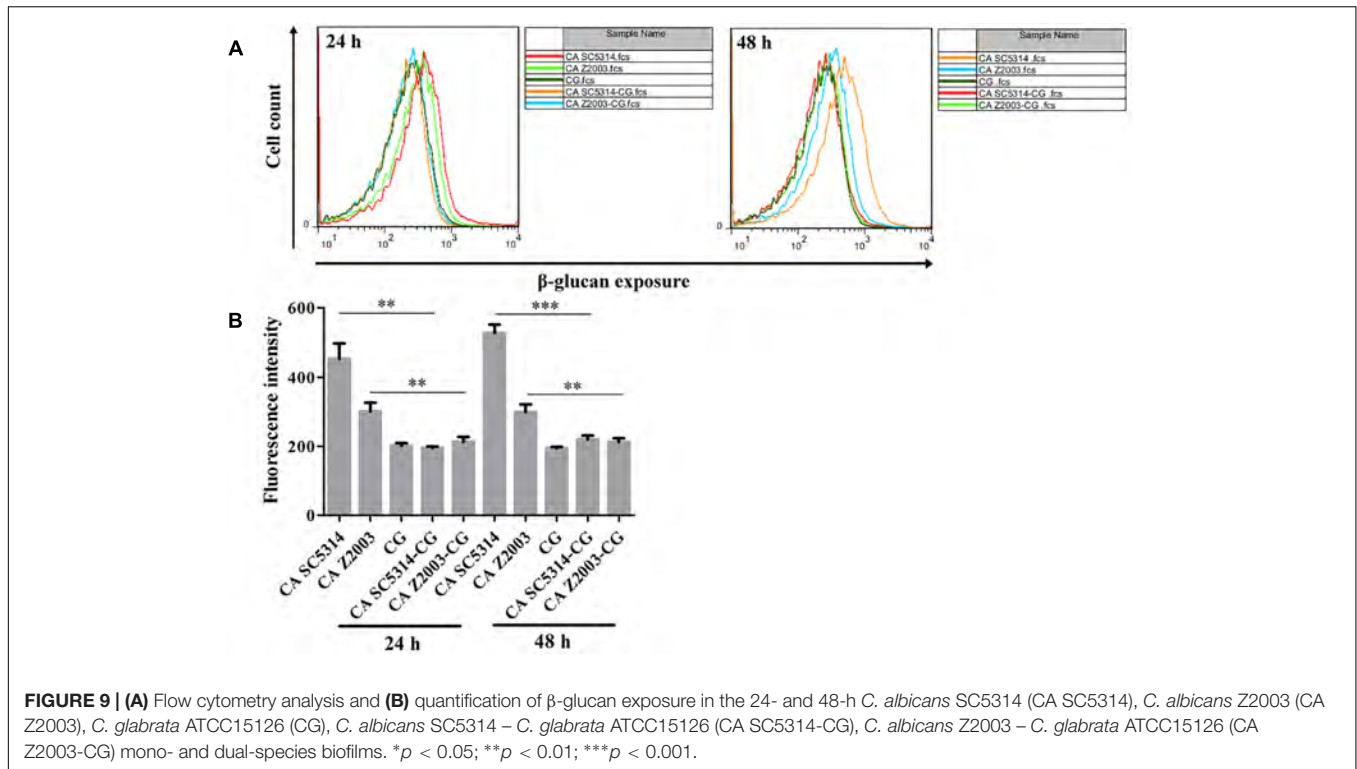 A
24 h
Sample Name
CA SC5314.fcs
CA Z2003.fcs
CG.fcs
CA SC5314-CG.fcs
CA Z2003-CG.fcs
48 h
Sample Name
CA SC5314 .fcs
CA Z2003.fcs
CG .fcs
CA SC5314-CG .fcs
CA Z2003-CG .fcs
Cell count
0
10¹ 10² 10³ 10⁴
0
10¹ 10² 10³ 10⁴
β-glucan exposure
B
Fluorescence intensity
600
400
200
0
** ** *** **
CA SC5314
CA Z2003
CG
CA SC5314-CG
CA Z2003-CG
CA SC5314
CA Z2003
CG
CA SC5314-CG
CA Z2003-CG
24 h 48 h
FIGURE 9 | (A) Flow cytometry analysis and (B) quantification of β-glucan exposure in the 24- and 48-h C. albicans SC5314 (CA SC5314), C. albicans Z2003 (CA
Z2003), C. glabrata ATCC15126 (CG), C. albicans SC5314 – C. glabrata ATCC15126 (CA SC5314-CG), C. albicans Z2003 – C. glabrata ATCC15126 (CA
Z2003-CG) mono- and dual-species biofilms. *p < 0.05; **p < 0.01; ***p < 0.001.